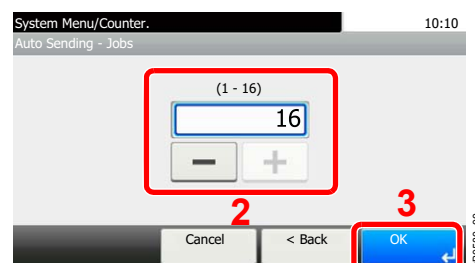 System Menu/Counter.
10:10
Auto Sending - Jobs
(1 - 16)
16
2
3
Cancel
< Back
OK